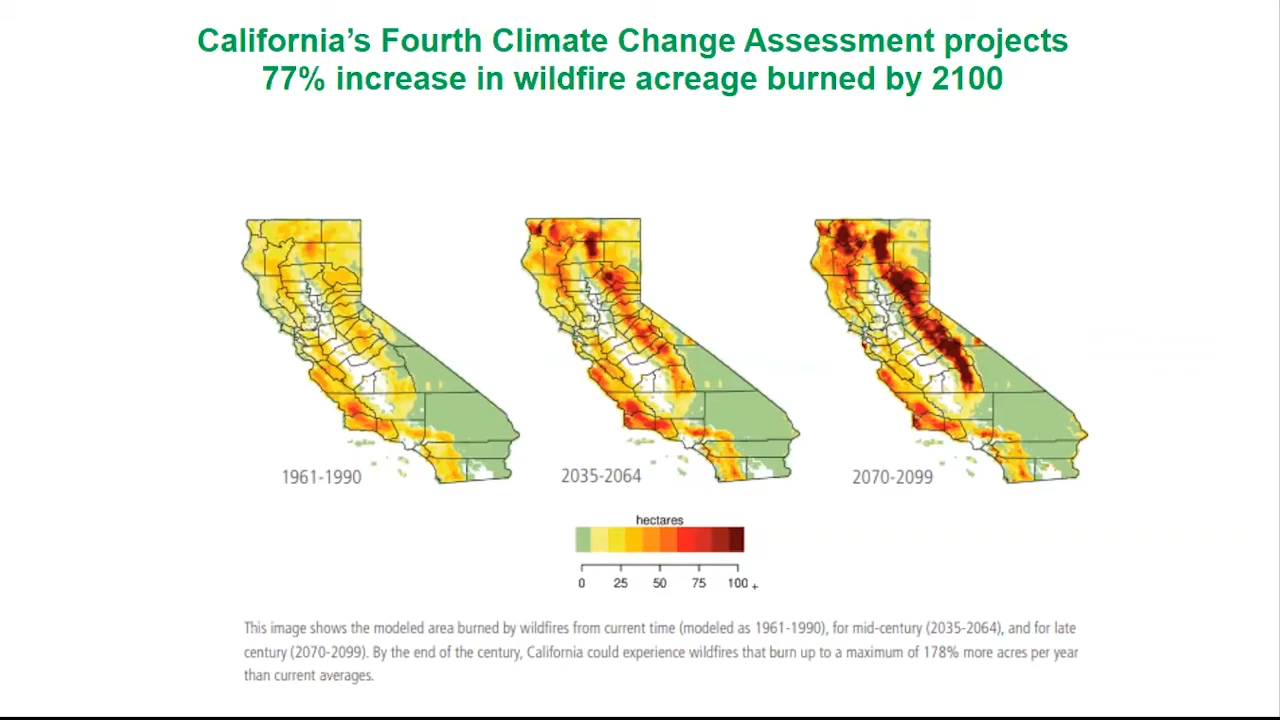 California’s Fourth Climate Change Assessment projects
77% increase in wildfire acreage burned by 2100
1961-1990
2035-2064
2070-2099
hectares
0 25 50 75 100 +
This image shows the modeled area burned by wildfires from current time (modeled as 1961-1990), for mid-century (2035-2064), and for late
century (2070-2099). By the end of the century, California could experience wildfires that burn up to a maximum of 178% more acres per year
than current averages.